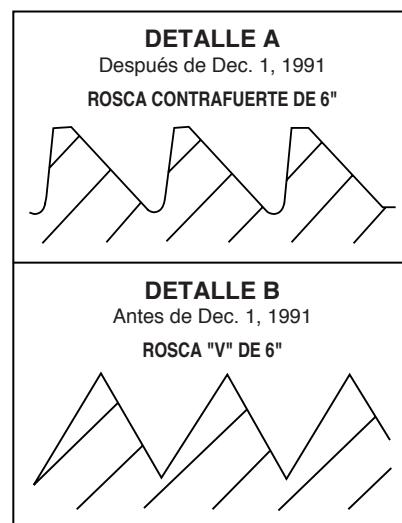 DETALLE A
Después de Dec. 1, 1991
ROSCA CONTRAFUERTE DE 6"
DETALLE B
Antes de Dec. 1, 1991
ROSCA "V" DE 6"